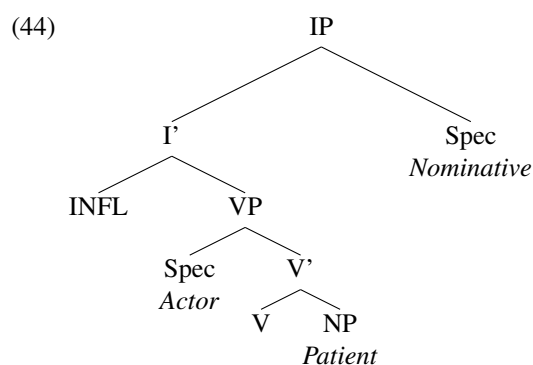 (44) IP
I’ Spec
Nominative
INFL VP
Spec V’
Actor
V NP
Patient